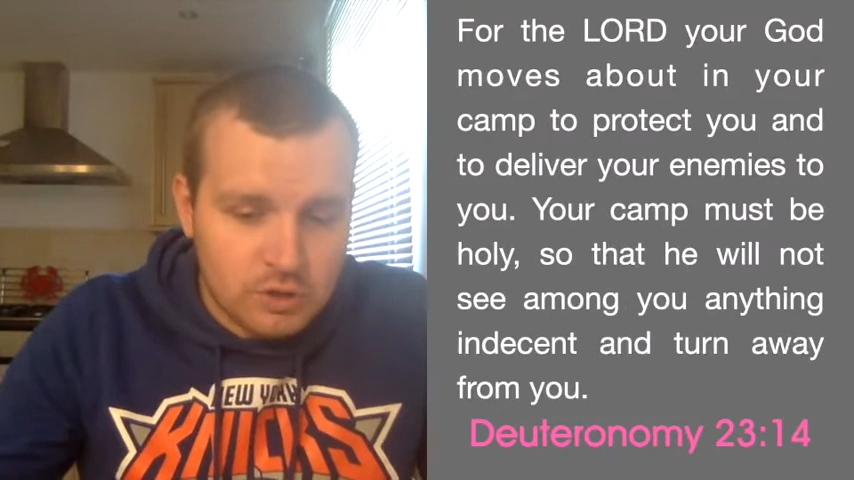 For the LORD your God
moves about in your
camp to protect you and
to deliver your enemies to
you. Your camp must be
holy, so that he will not
see among you anything
indecent and turn away
from you.
Deuteronomy 23:14
NEW YORK
KNICKS